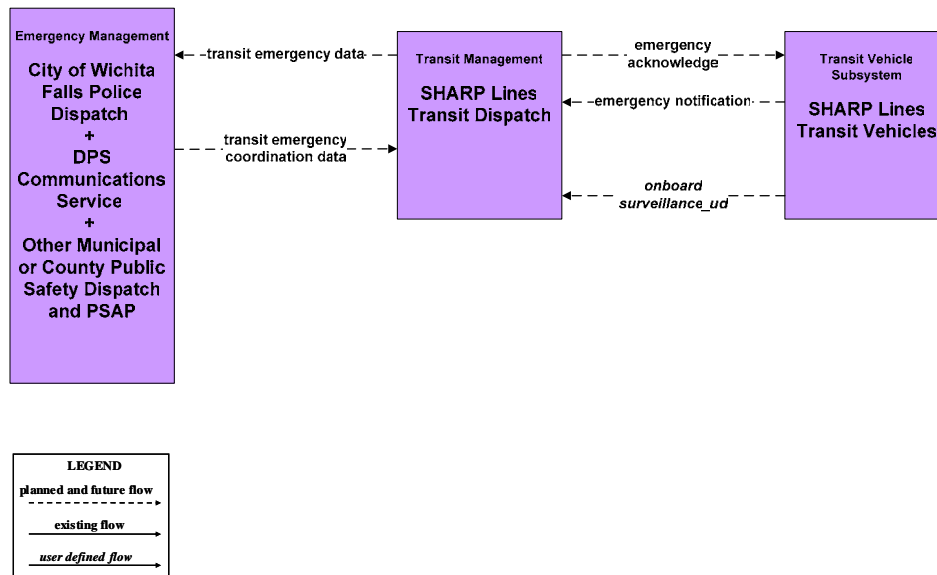 Emergency Management
City of Wichita
Falls Police
Dispatch
+
DPS
Communications
Service
+
Other Municipal
or County Public
Safety Dispatch
and PSAP
transit emergency data
transit emergency
coordination data
Transit Management
SHARP Lines
Transit Dispatch
emergency
acknowledge
emergency notification
onboard
surveillance_ud
Transit Vehicle
Subsystem
SHARP Lines
Transit Vehicles
LEGEND
planned and future flow
existing flow
user defined flow